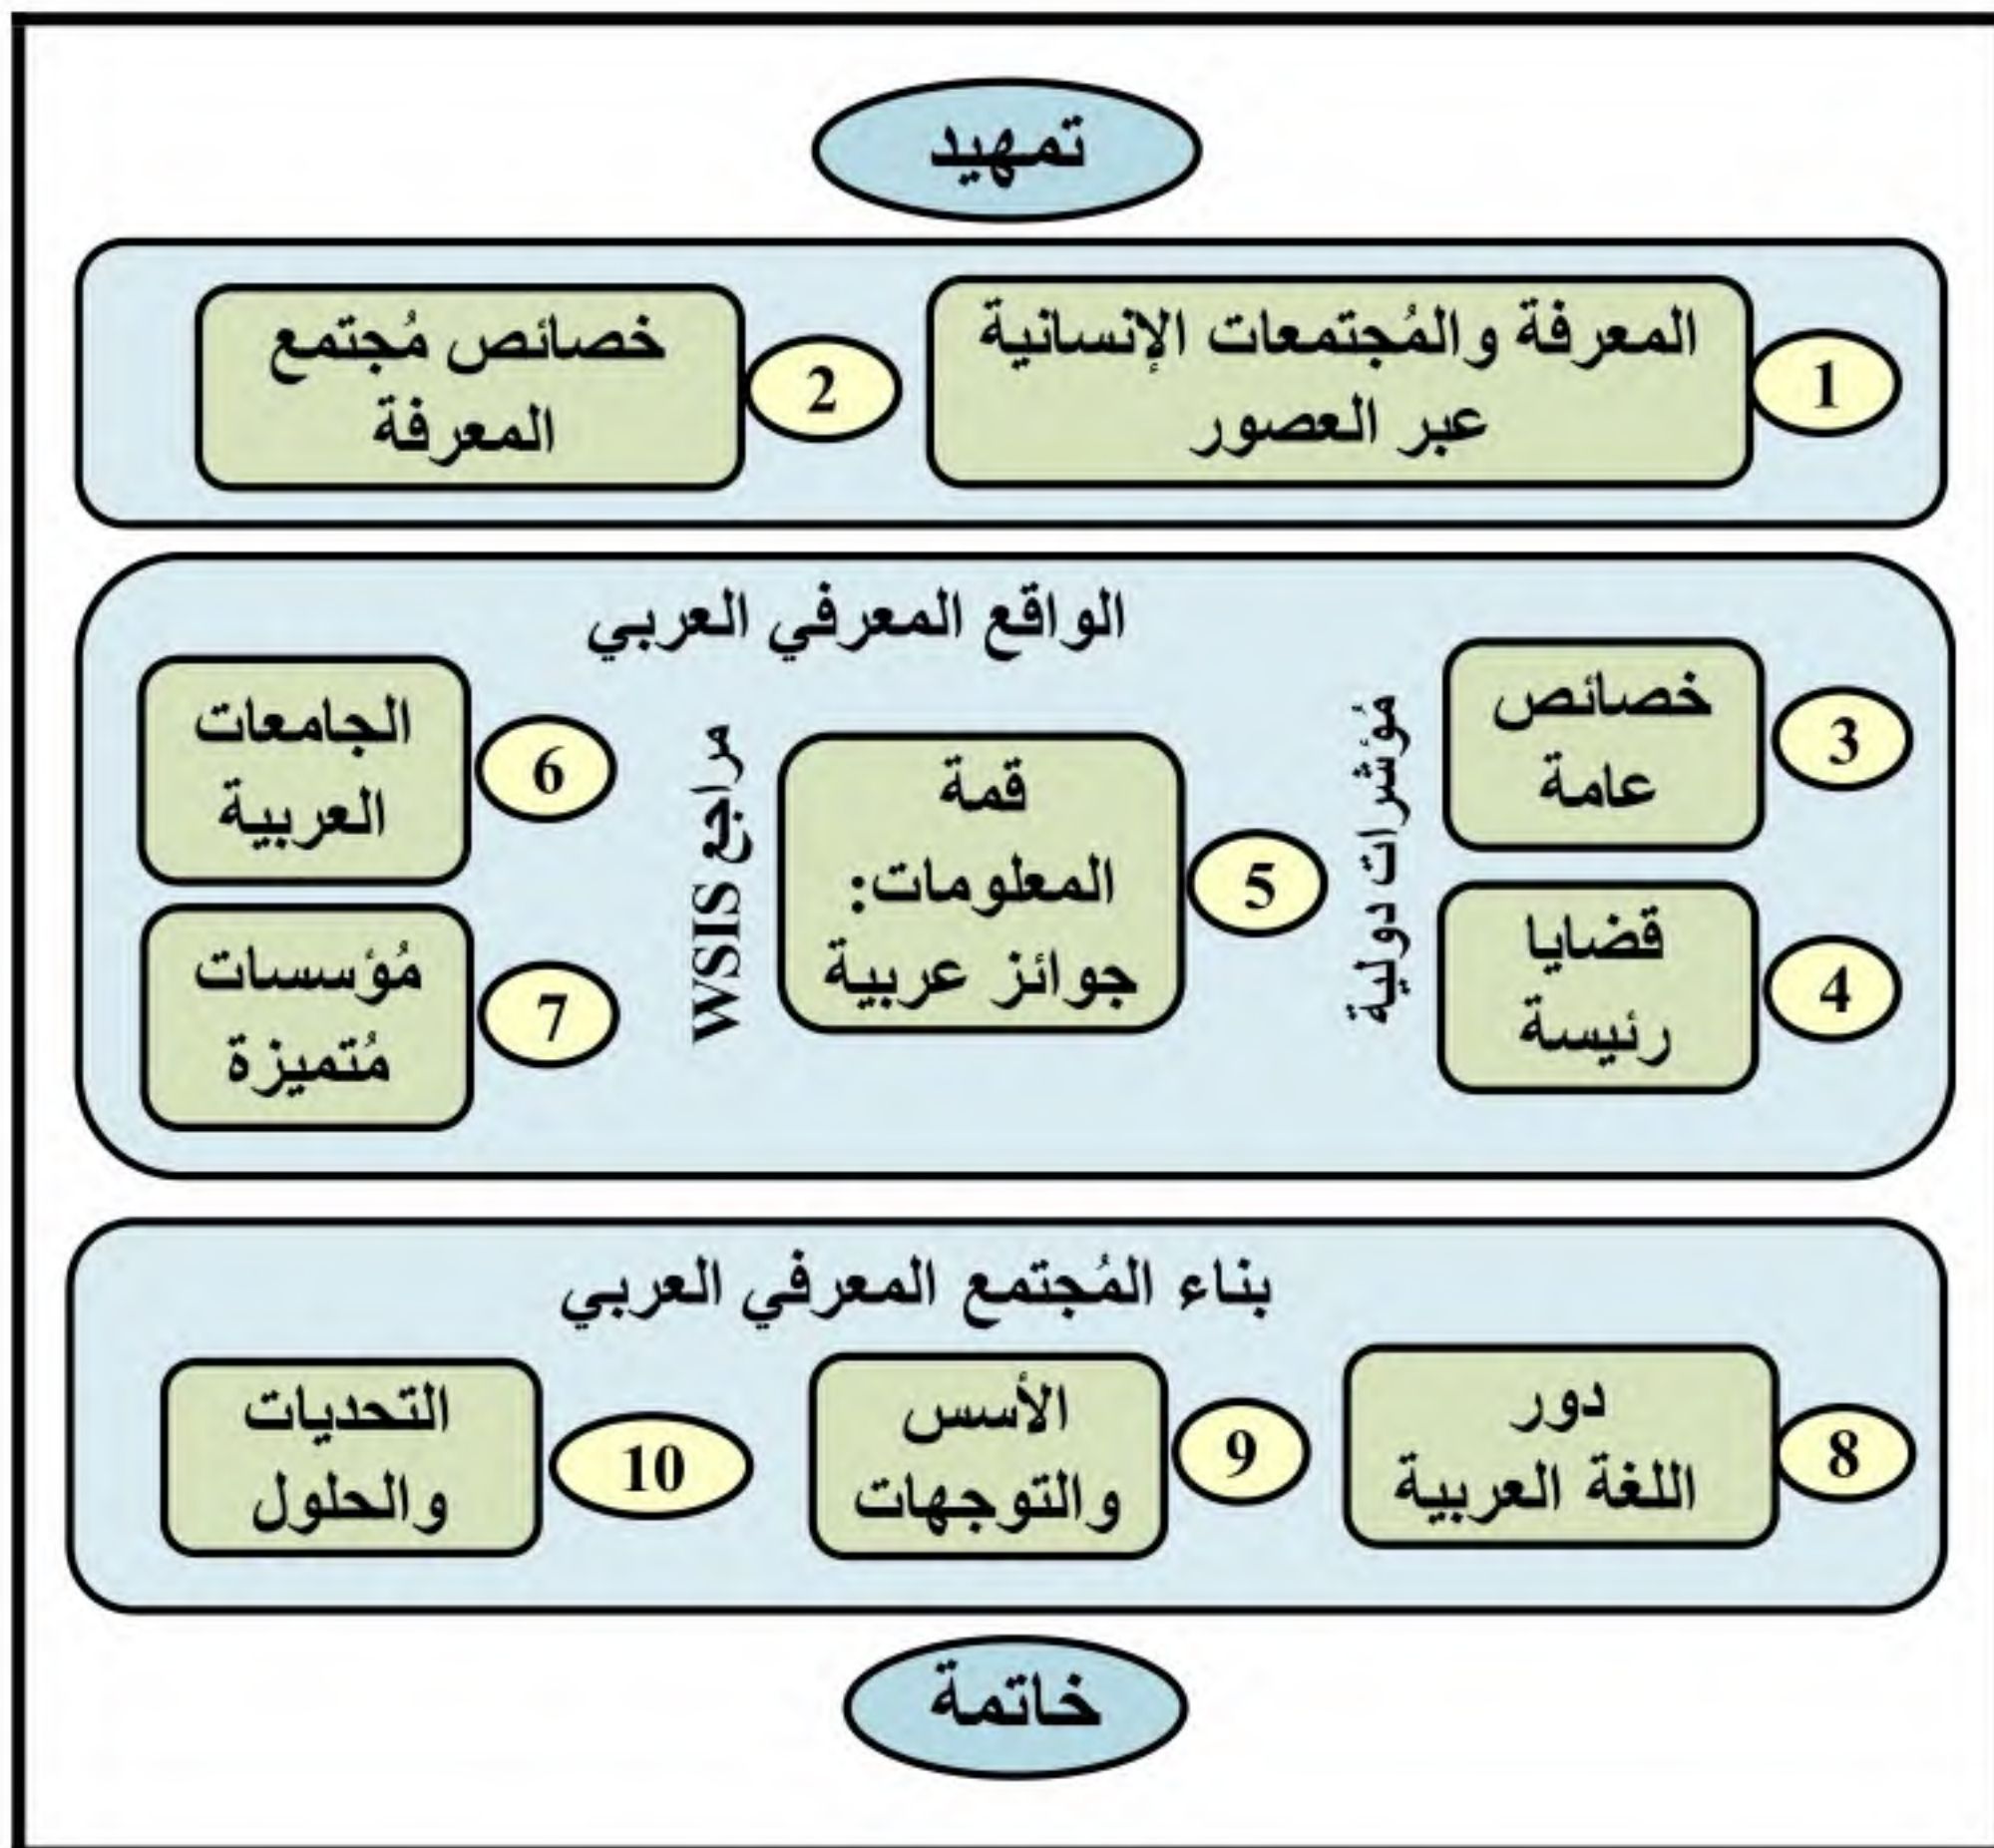 تمهيد
1
المعرفة والمُجتمعات الإنسانية
عبر العصور
2
خصائص مُجتمع
المعرفة
الواقع المعرفي العربي
3
خصائص
عامة
4
قضايا
رئيسة
مُؤشرات دولية
5
قمة
المعلومات:
جوائز عربية
مراجع WSIS
6
الجامعات
العربية
7
مُؤسسات
مُتميزة
بناء المُجتمع المعرفي العربي
8
دور
اللغة العربية
9
الأسس
والتوجهات
10
التحديات
والحلول
خاتمة